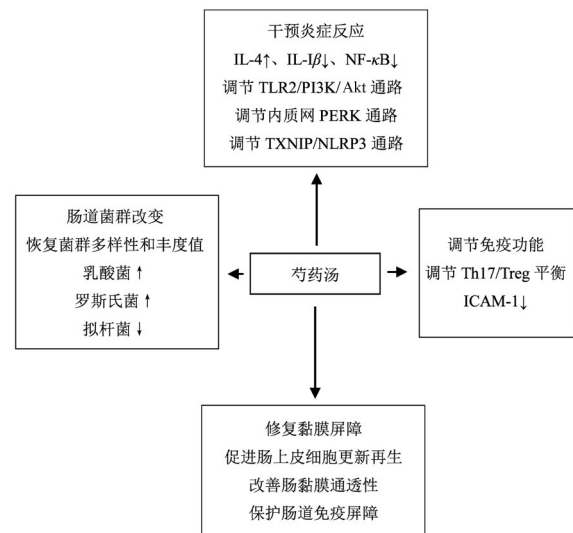 干预炎症反应
IL-4↑、IL-Iβ↓、NF-κB↓
调节 TLR2/PI3K/Akt 通路
调节内质网 PERK 通路
调节 TXNIP/NLRP3 通路
肠道菌群改变
恢复菌群多样性和丰度值
乳酸菌↑
罗斯氏菌↑
拟杆菌↓
芍药汤
调节免疫功能
调节 Th17/Treg 平衡
ICAM-1↓
修复黏膜屏障
促进肠上皮细胞更新再生
改善肠黏膜通透性
保护肠道免疫屏障